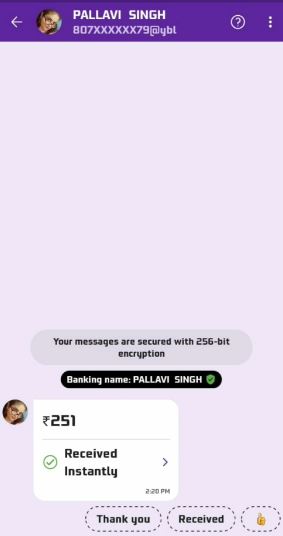 PALLAVI SINGH
807XXXXXX79@ybl
Your messages are secured with 256-bit
encryption
Banking name: PALLAVI SINGH
₹251
Received
Instantly
2:20 PM
Thank you
Received